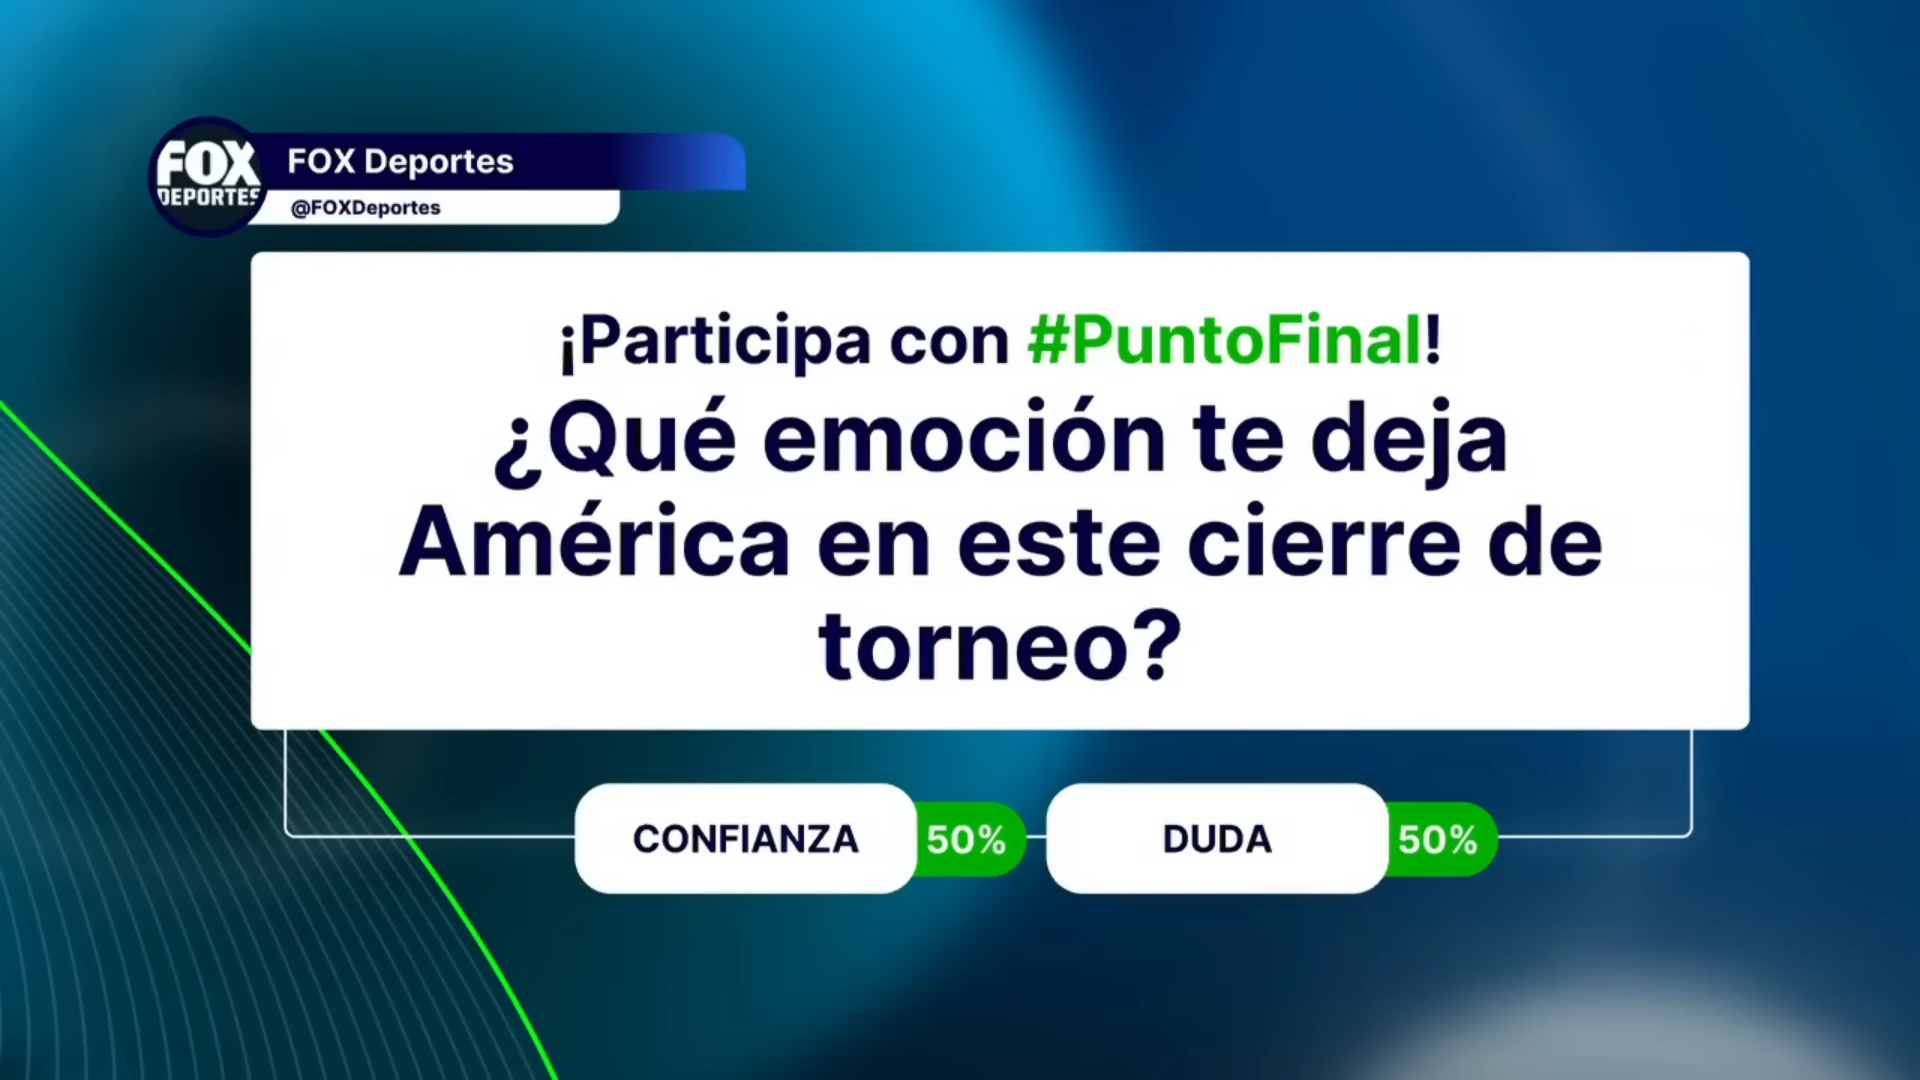 FOX
DEPORTES
FOX Deportes
@FOXDeportes
¡Participa con #PuntoFinal!
¿Qué emoción te deja
América en este cierre de
torneo?
CONFIANZA 50% DUDA 50%